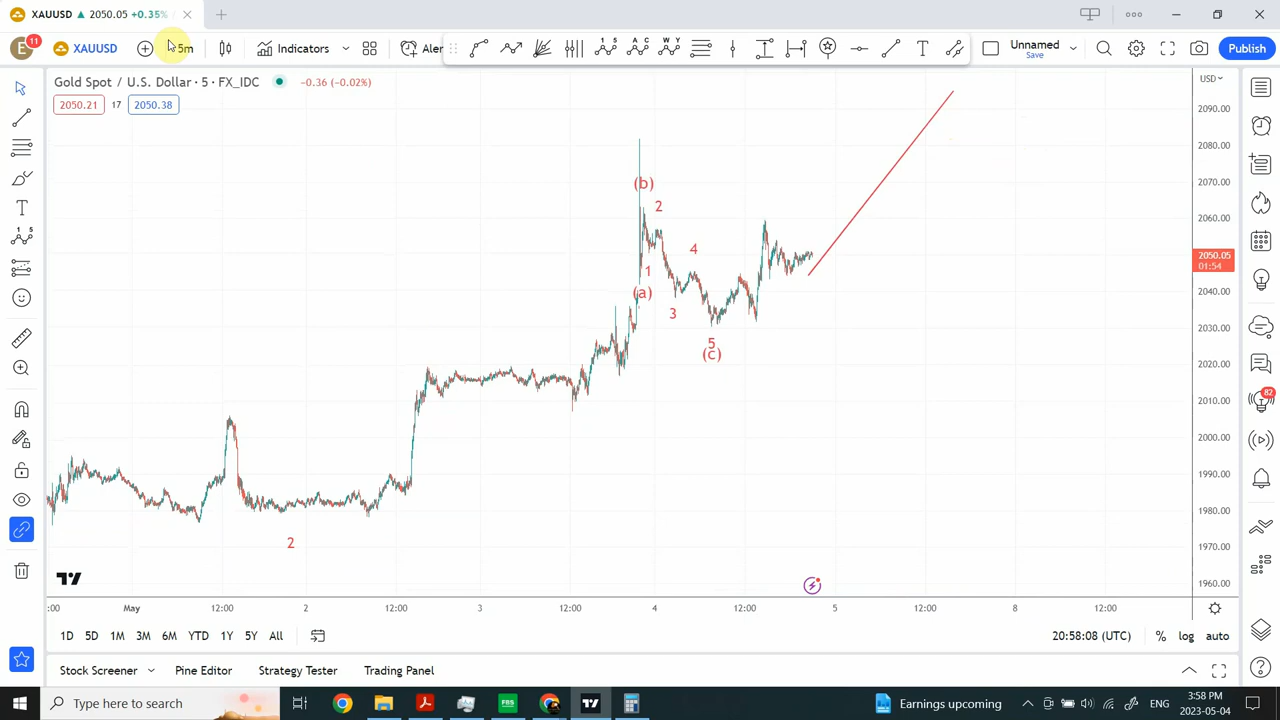 XAUUSD ▲ 2050.05 +0.35% /
E 11 XAUUSD 5m Indicators Aler Unnamed Save Publish
Gold Spot / U.S. Dollar · 5 · FX_IDC -0.36 (-0.02%)
2050.21 17 2050.38
USD
2090.00
2080.00
2070.00
2060.00
2050.05
01:54
2040.00
2030.00
2020.00
2010.00
2000.00
1990.00
1980.00
1970.00
1960.00
(b)
2
4
1
(a)
3
5
(c)
2
82
:00 May 12:00 2 12:00 3 12:00 4 12:00 5 12:00 8 12:00
1D 5D 1M 3M 6M YTD 1Y 5Y All 20:58:08 (UTC) % log auto
Stock Screener Pine Editor Strategy Tester Trading Panel
Type here to search FBS Earnings upcoming ENG 3:58 PM
2023-05-04